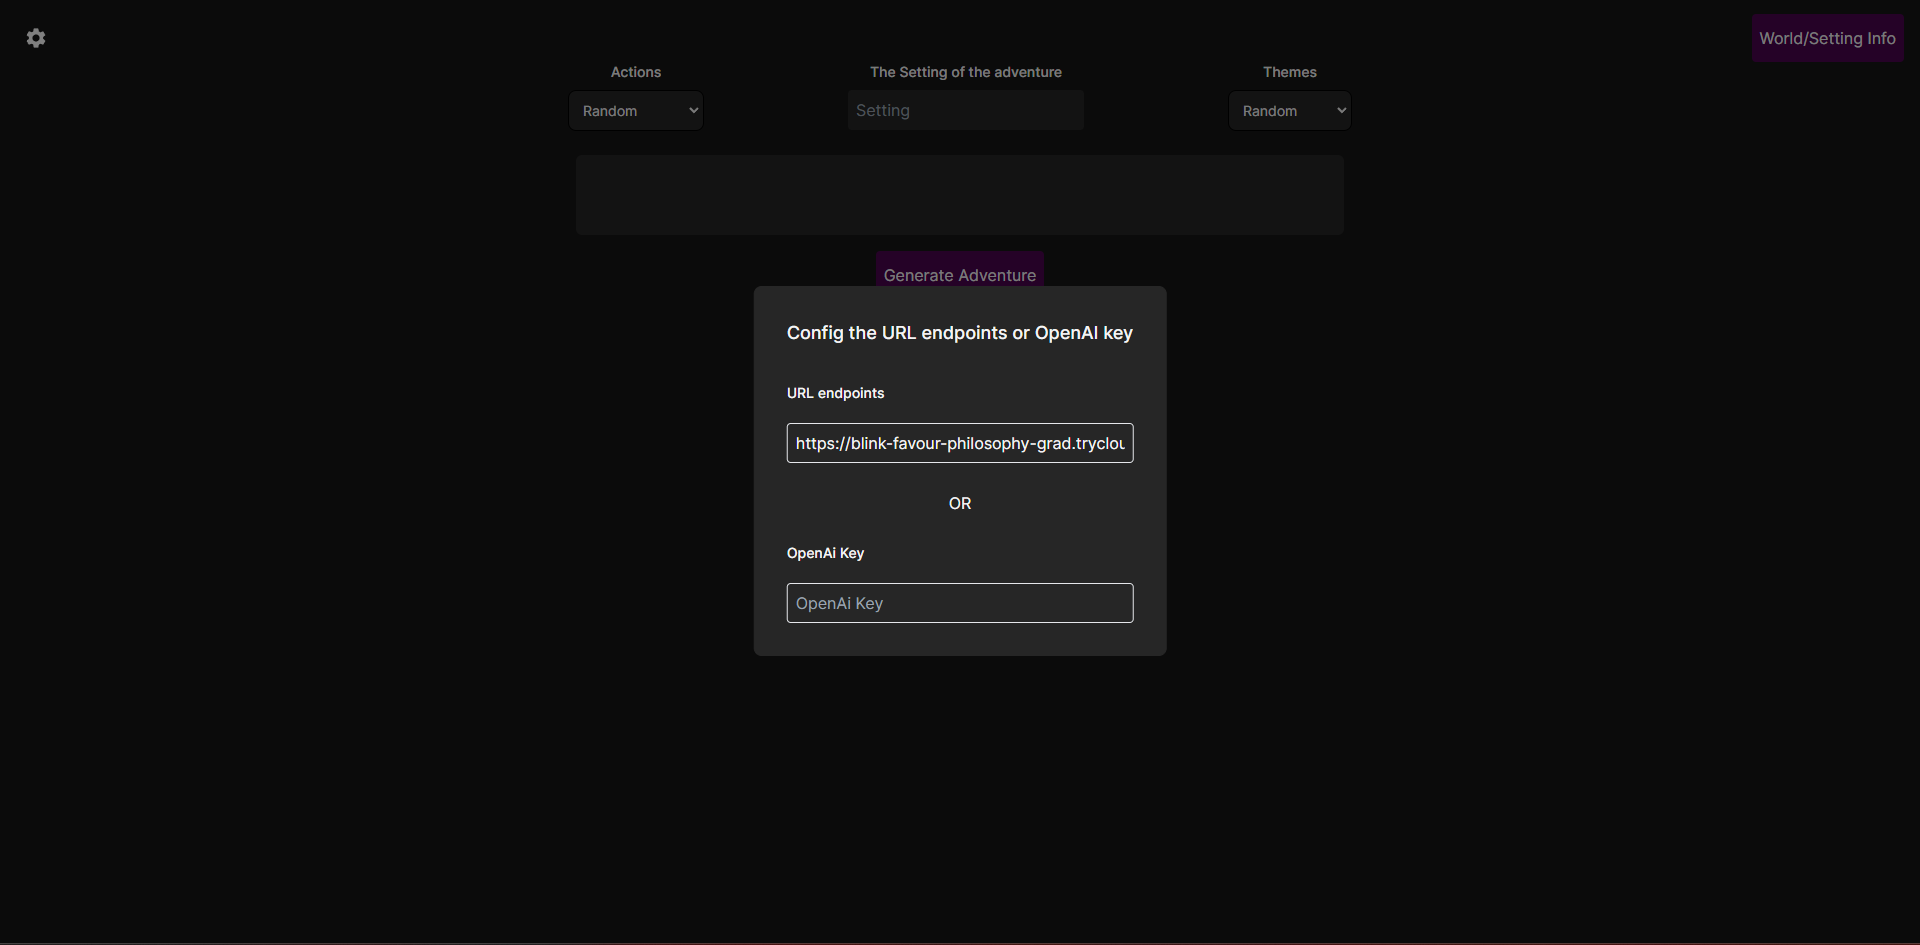 World/Setting Info
Actions
The Setting of the adventure
Themes
Random
Setting
Random
Generate Adventure
Config the URL endpoints or OpenAI key
URL endpoints
https://blink-favour-philosophy-grad.tryclou
OR
OpenAi Key
OpenAi Key